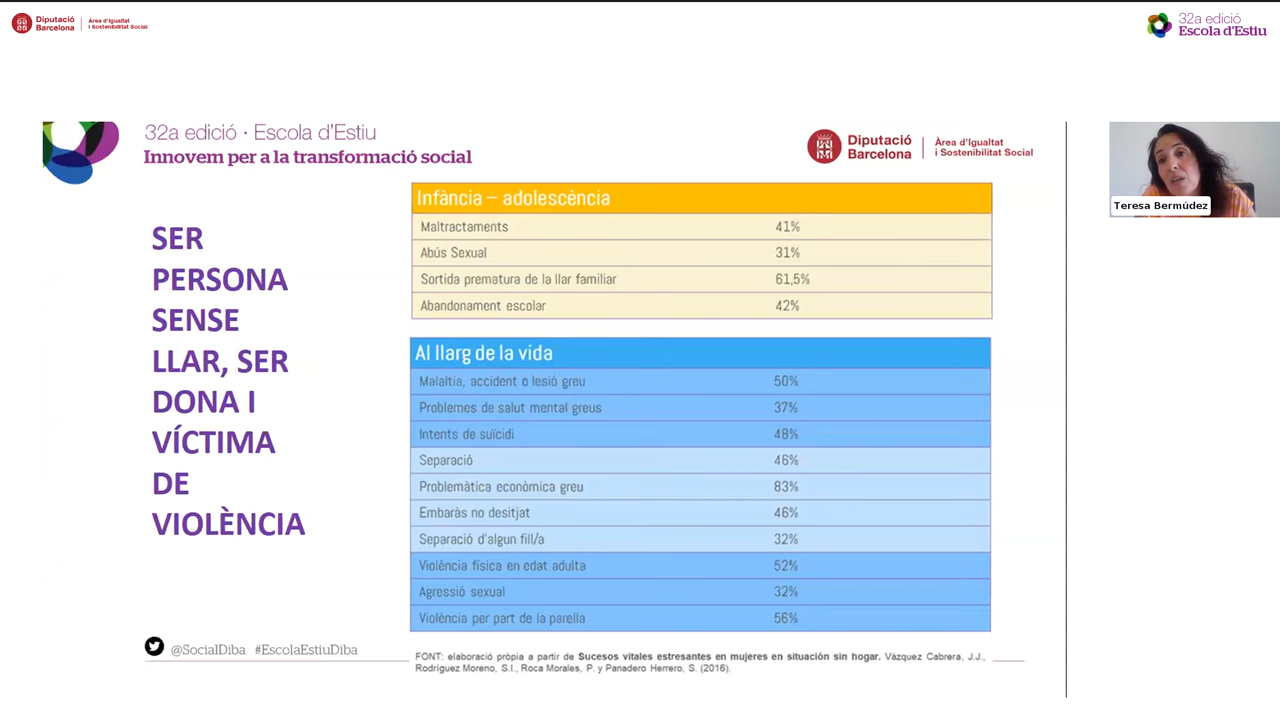 Diputació
Barcelona
Àrea d'Igualtat
i Sostenibilitat Social
32a edició
Escola d'Estiu
32a edició · Escola d'Estiu
Innovem per a la transformació social
Diputació
Barcelona
Àrea d'Igualtat
i Sostenibilitat Social
SER
PERSONA
SENSE
LLAR, SER
DONA I
VÍCTIMA
DE
VIOLÈNCIA
Infància – adolescència
Maltractaments 41%
Abús Sexual 31%
Sortida prematura de la llar familiar 61,5%
Abandonament escolar 42%
Al llarg de la vida
Malaltia, accident o lesió greu 50%
Problemes de salut mental greus 37%
Intents de suïcidi 48%
Separació 46%
Problemàtica econòmica greu 83%
Embaràs no desitjat 46%
Separació d'algun fill/a 32%
Violència física en edat adulta 52%
Agressió sexual 32%
Violència per part de la parella 56%
FONT: elaboració pròpia a partir de Sucesos vitales estresantes en mujeres en situación sin hogar. Vázquez Cabrera, J.J.,
Rodríguez Moreno, S.I., Roca Morales, P. y Panadero Herrero, S. (2016).
@SocialDiba #EscolaEstiuDiba
Teresa Bermúdez